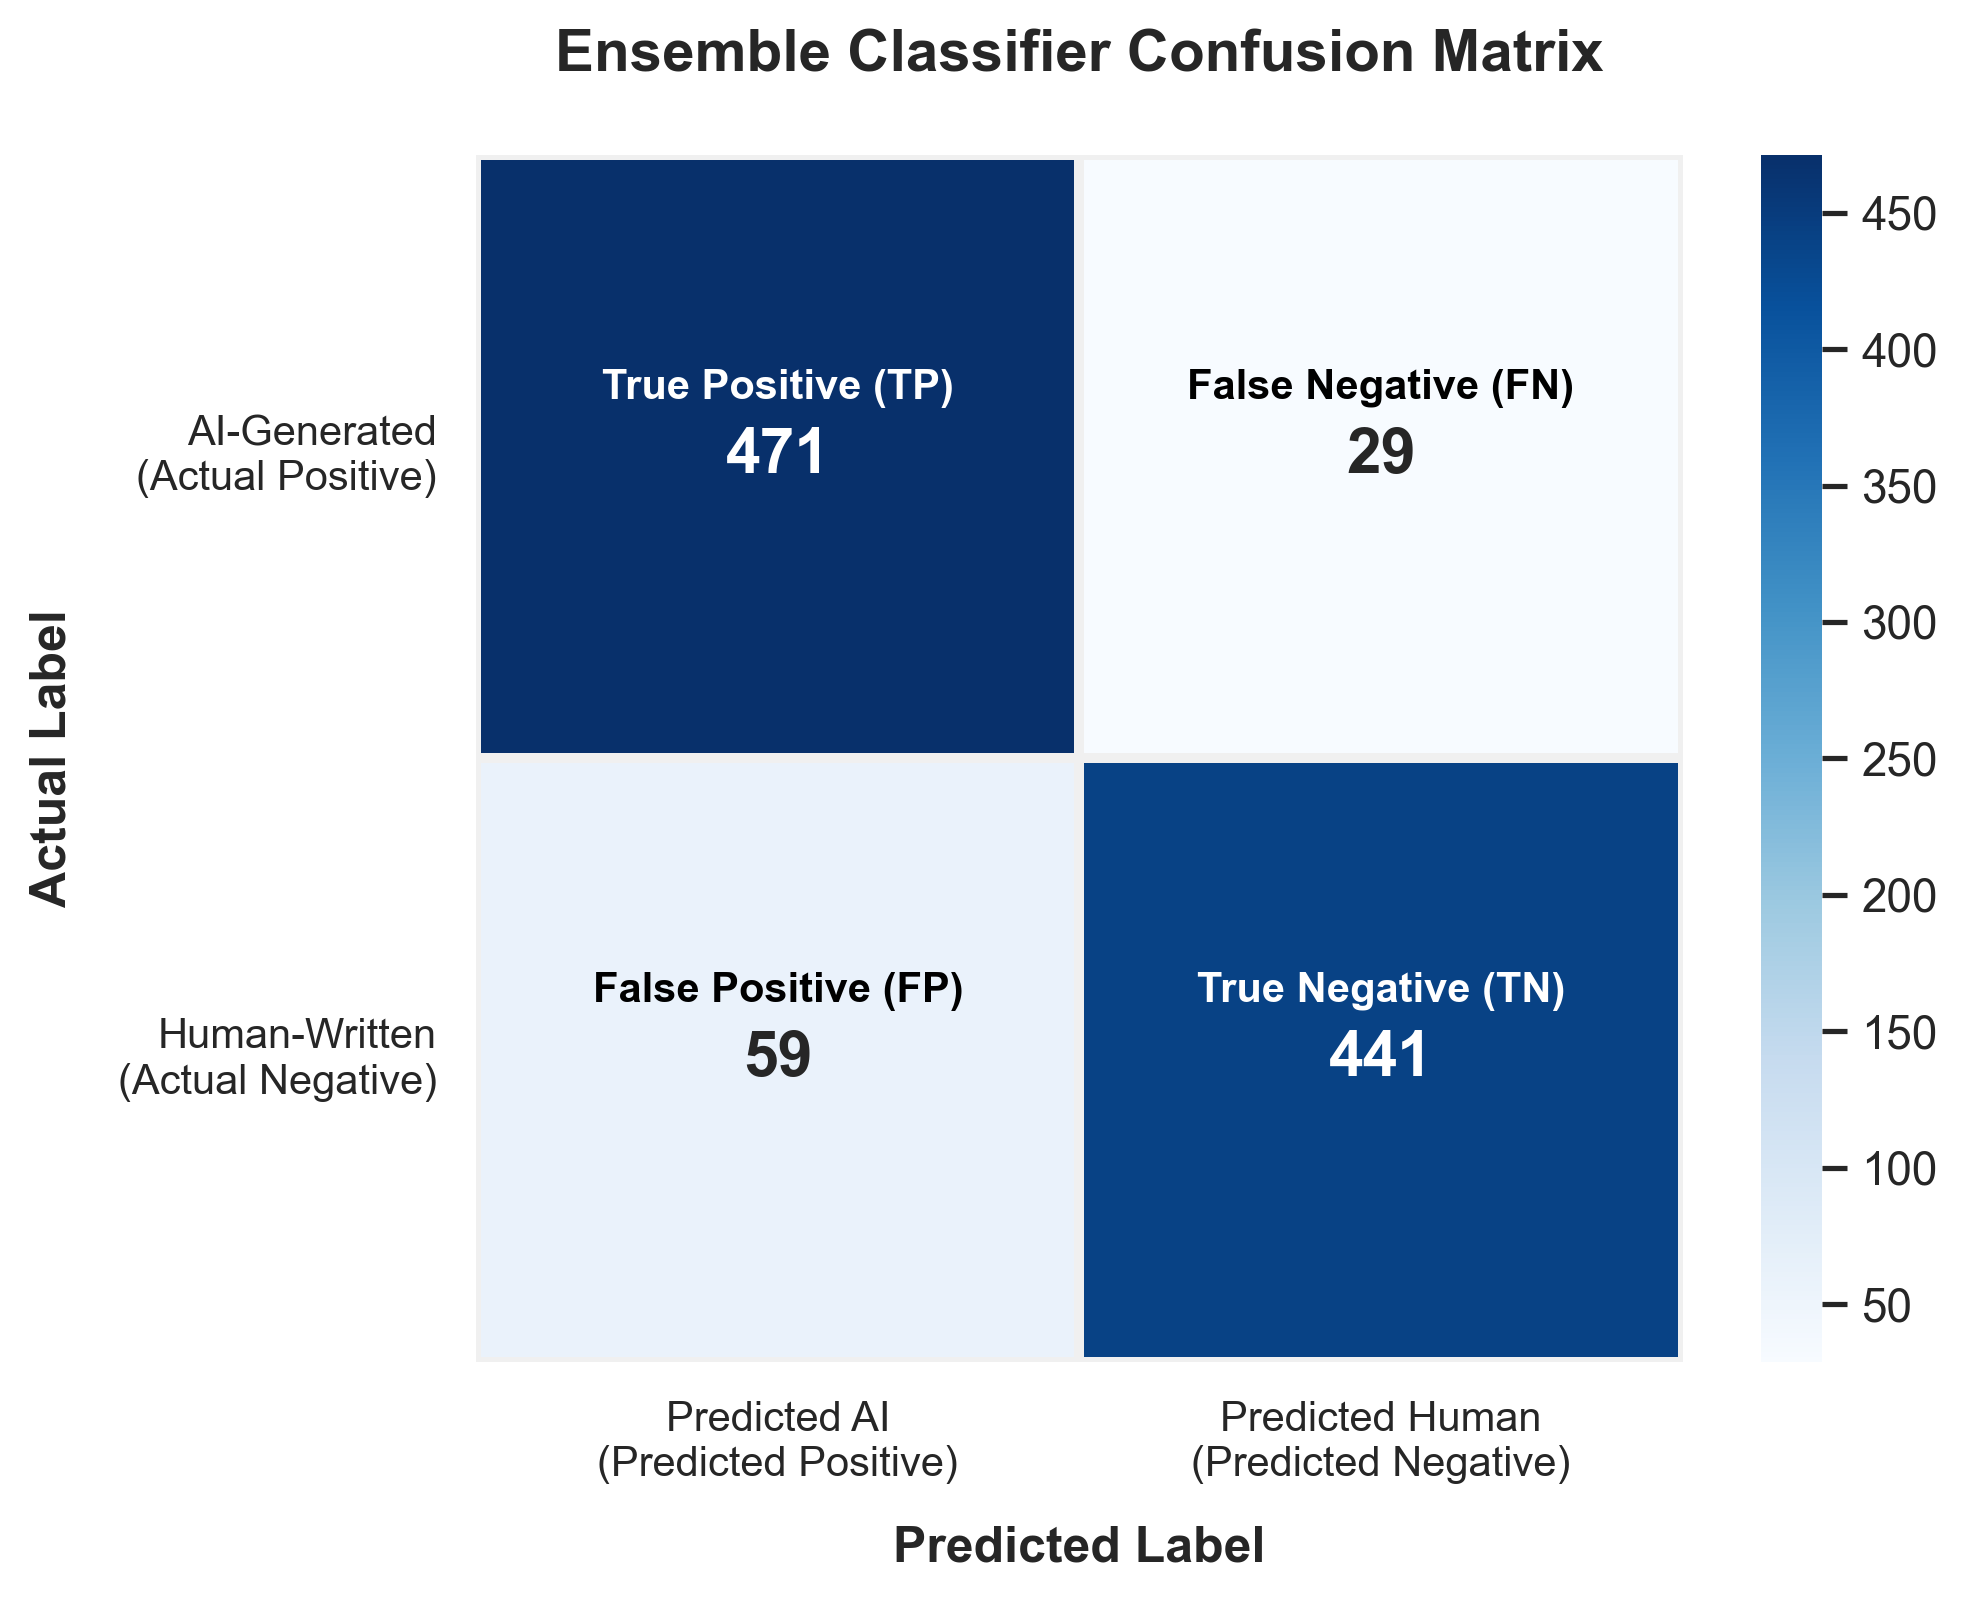 Ensemble Classifier Confusion Matrix
True Positive (TP)
471
False Negative (FN)
29
AI-Generated
(Actual Positive)
False Positive (FP)
59
True Negative (TN)
441
Human-Written
(Actual Negative)
Actual Label
Predicted AI
(Predicted Positive)
Predicted Human
(Predicted Negative)
Predicted Label
450
400
350
300
250
200
150
100
50